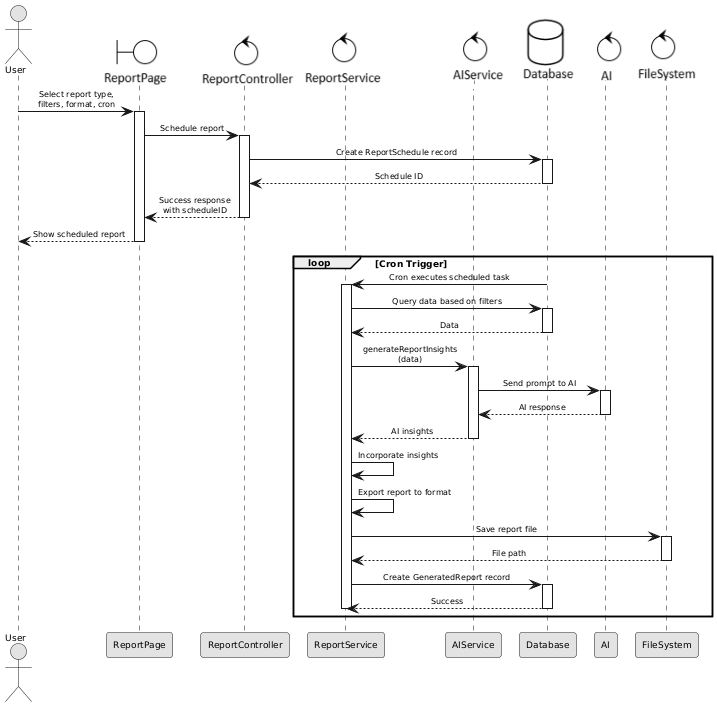 User
ReportPage
ReportController
ReportService
AIService
Database
AI
FileSystem
Select report type,
filters, format, cron
Schedule report
Create ReportSchedule record
Schedule ID
Success response
with scheduleID
Show scheduled report
loop
[Cron Trigger]
Cron executes scheduled task
Query data based on filters
Data
generateReportInsights
(data)
Send prompt to AI
AI response
AI insights
Incorporate insights
Export report to format
Save report file
File path
Create GeneratedReport record
Success
User
ReportPage
ReportController
ReportService
AIService
Database
AI
FileSystem